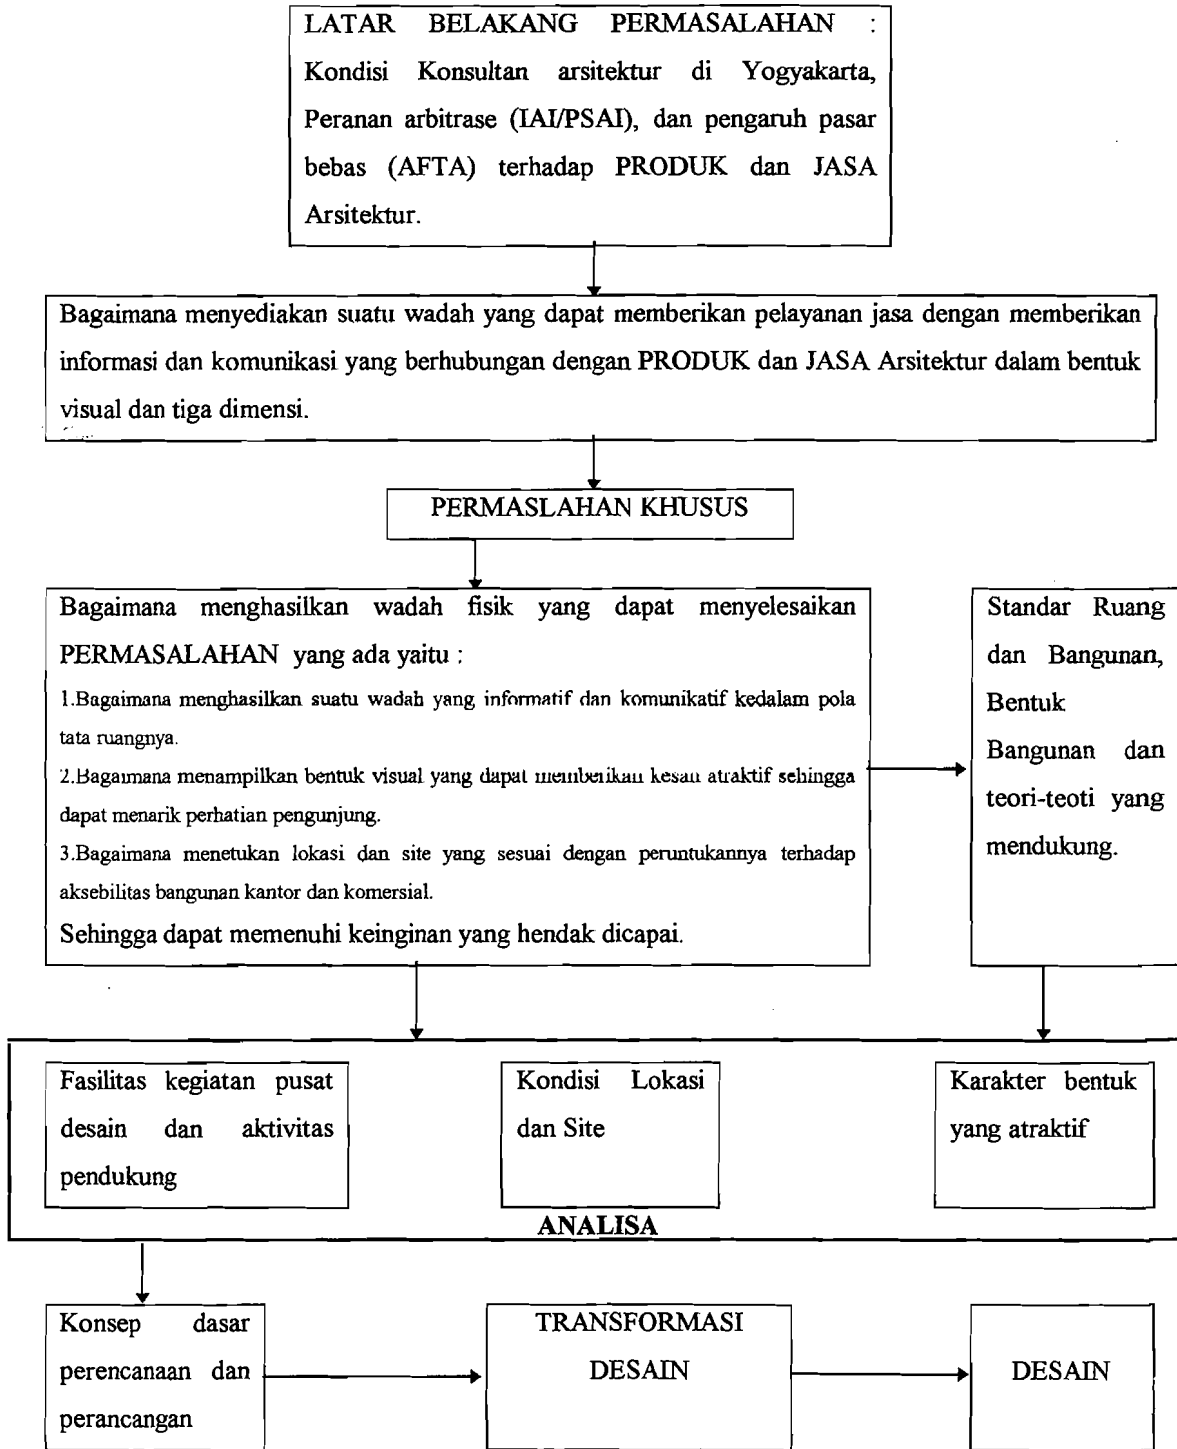 LATAR BELAKANG PERMASALAHAN :
Kondisi Konsultan arsitektur di Yogyakarta,
Peranan arbitrase (IAI/PSAI), dan pengaruh pasar
bebas (AFTA) terhadap PRODUK dan JASA
Arsitektur.
Bagaimana menyediakan suatu wadah yang dapat memberikan pelayanan jasa dengan memberikan
informasi dan komunikasi yang berhubungan dengan PRODUK dan JASA Arsitektur dalam bentuk
visual dan tiga dimensi.
PERMASLAHAN KHUSUS
Bagaimana menghasilkan wadah fisik yang dapat menyelesaikan
PERMASALAHAN yang ada yaitu :
1.Bagaimana menghasilkan suatu wadah yang informatif dan komunikatif kedalam pola
tata ruangnya.
2.Bagaimana menampilkan bentuk visual yang dapat memberikan kesan atraktif sehingga
dapat menarik perhatian pengunjung.
3.Bagaimana menetukan lokasi dan site yang sesuai dengan peruntukannya terhadap
aksebilitas bangunan kantor dan komersial.
Sehingga dapat memenuhi keinginan yang hendak dicapai.
Standar Ruang
dan Bangunan,
Bentuk
Bangunan dan
teori-teoti yang
mendukung.
Fasilitas kegiatan pusat
desain dan aktivitas
pendukung
Kondisi Lokasi
dan Site
Karakter bentuk
yang atraktif
ANALISA
Konsep dasar
perencanaan dan
perancangan
TRANSFORMASI
DESAIN
DESAIN